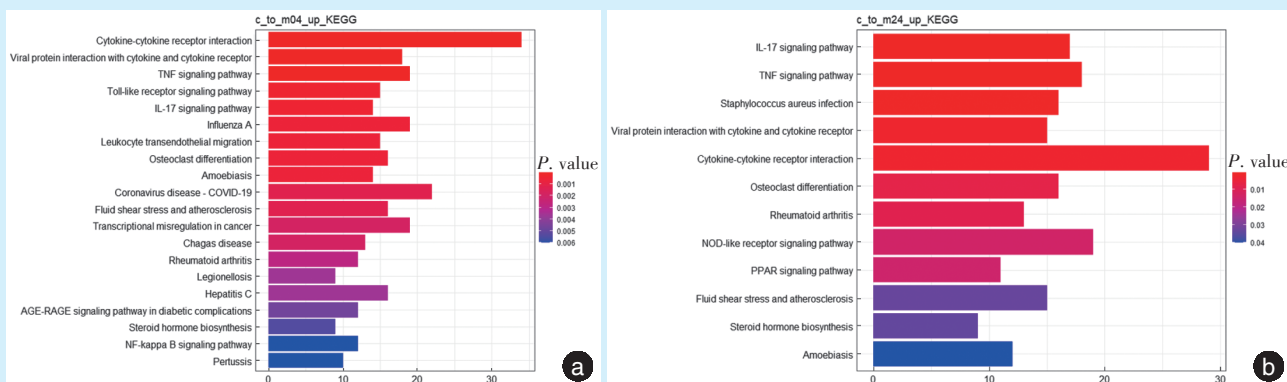 c_to_m04_up_KEGG
Cytokine-cytokine receptor interaction
Viral protein interaction with cytokine and cytokine receptor
TNF signaling pathway
Toll-like receptor signaling pathway
IL-17 signaling pathway
Influenza A
Leukocyte transendothelial migration
Osteoclast differentiation
Amoebiasis
Coronavirus disease - COVID-19
Fluid shear stress and atherosclerosis
Transcriptional misregulation in cancer
Chagas disease
Rheumatoid arthritis
Legionellosis
Hepatitis C
AGE-RAGE signaling pathway in diabetic complications
Steroid hormone biosynthesis
NF-kappa B signaling pathway
Pertussis
0 10 20 30
P. value
0.001
0.002
0.003
0.004
0.005
0.006
a
c_to_m24_up_KEGG
IL-17 signaling pathway
TNF signaling pathway
Staphylococcus aureus infection
Viral protein interaction with cytokine and cytokine receptor
Cytokine-cytokine receptor interaction
Osteoclast differentiation
Rheumatoid arthritis
NOD-like receptor signaling pathway
PPAR signaling pathway
Fluid shear stress and atherosclerosis
Steroid hormone biosynthesis
Amoebiasis
0 10 20 30
P. value
0.01
0.02
0.03
0.04
b